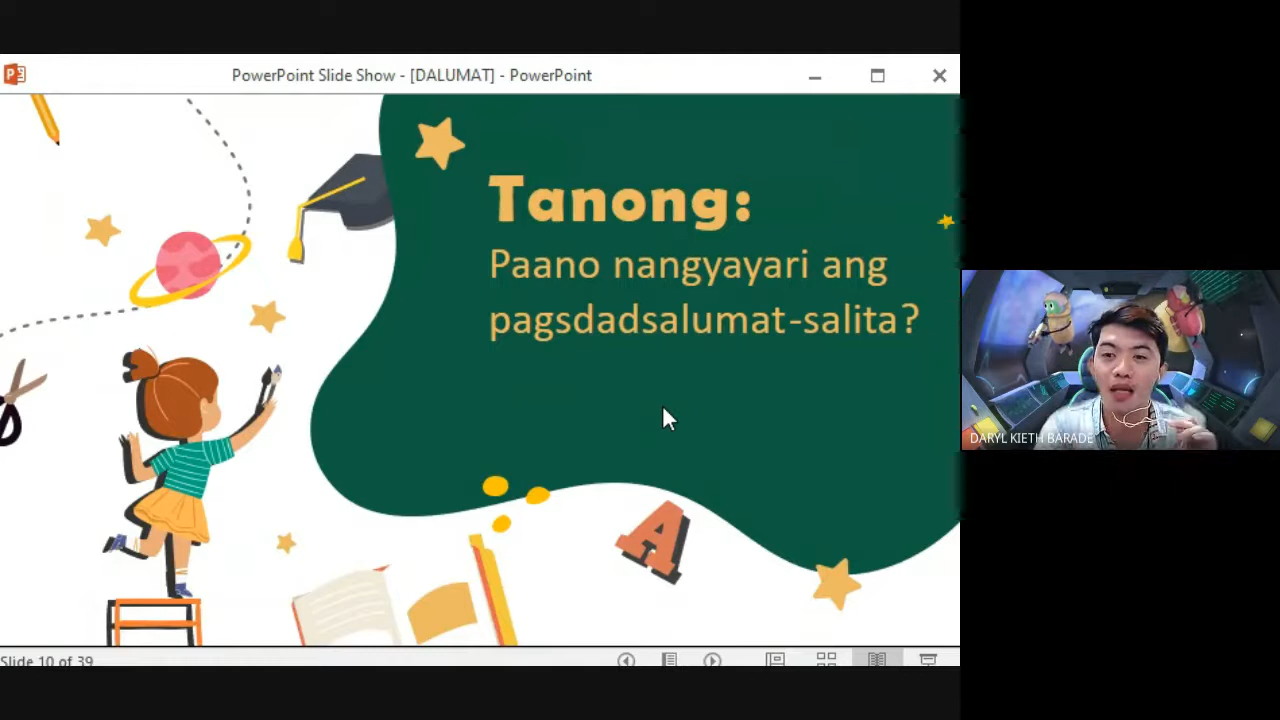 PowerPoint Slide Show - [DALUMAT] - PowerPoint
Tanong:
Paano nangyayari ang
pagsdadsalumat-salita?
A
DARYL KIETH BARADE
Slide 10 of 39